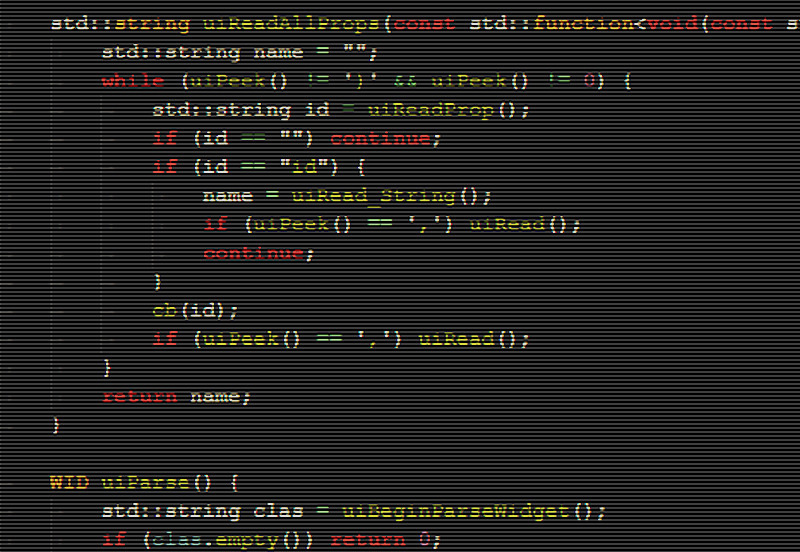 std::string uiReadAllProps(const std::function<void(const s
std::string name = "";
while (uiPeek() != ')' && uiPeek() != 0) {
std::string id = uiReadProp();
if (id == "") continue;
if (id == "id") {
name = uiRead_String();
if (uiPeek() == ',') uiRead();
continue;
}
cb(id);
if (uiPeek() == ',') uiRead();
}
return name;
}
WID uiParse() {
std::string clas = uiBeginParseWidget();
if (clas.empty()) return 0;